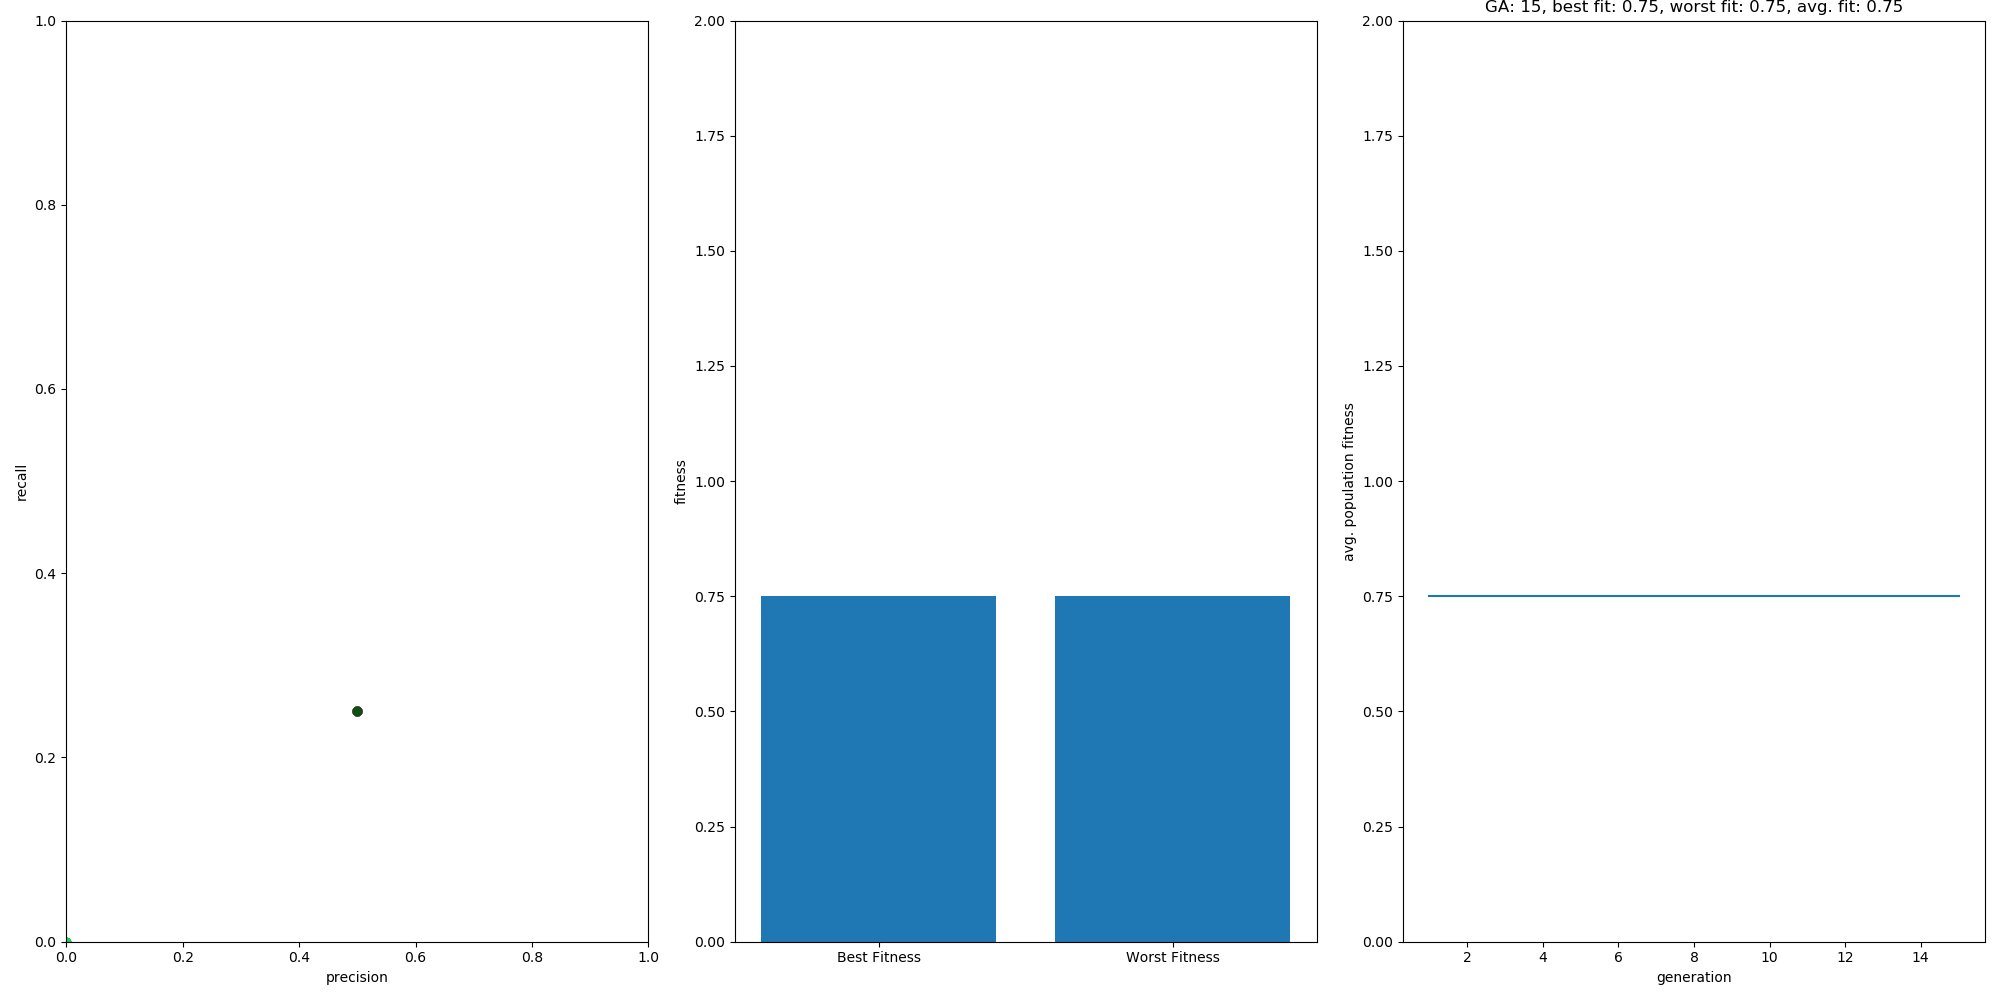 GA: 15, best fit: 0.75, worst fit: 0.75, avg. fit: 0.75
1.0
0.8
0.6
0.4
0.2
0.0
recall
0.0 0.2 0.4 0.6 0.8 1.0
precision
2.00
1.75
1.50
1.25
1.00
0.75
0.50
0.25
0.00
fitness
Best Fitness Worst Fitness
2.00
1.75
1.50
1.25
1.00
0.75
0.50
0.25
0.00
avg. population fitness
2 4 6 8 10 12 14
generation